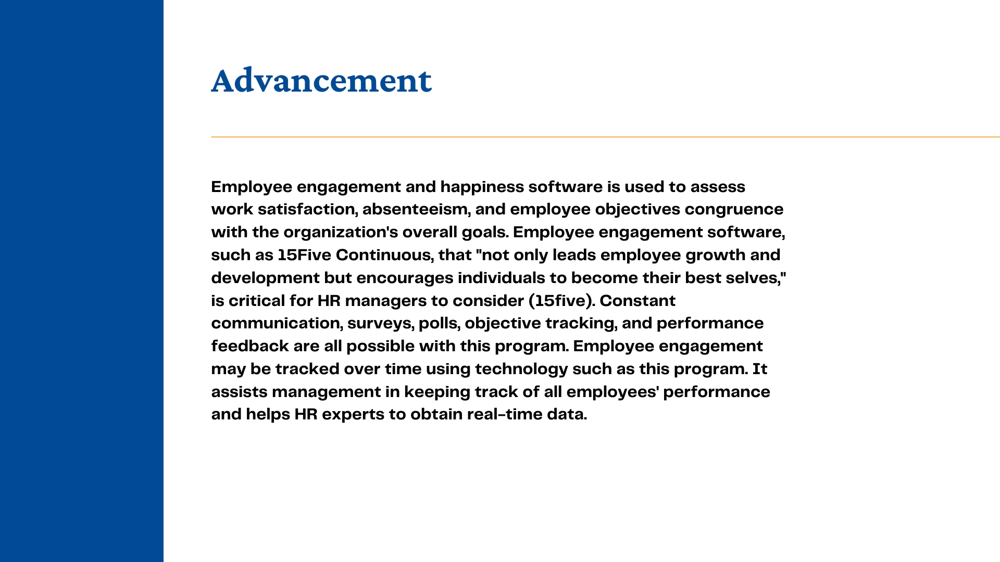 Advancement
Employee engagement and happiness software is used to assess
work satisfaction, absenteeism, and employee objectives congruence
with the organization's overall goals. Employee engagement software,
such as 15Five Continuous, that "not only leads employee growth and
development but encourages individuals to become their best selves,"
is critical for HR managers to consider (15five). Constant
communication, surveys, polls, objective tracking, and performance
feedback are all possible with this program. Employee engagement
may be tracked over time using technology such as this program. It
assists management in keeping track of all employees' performance
and helps HR experts to obtain real-time data.